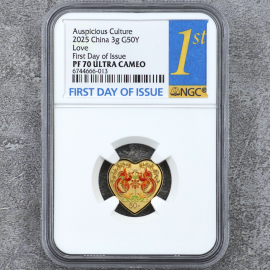 Auspicious Culture
2025 China 3g G50Y
Love
First Day of Issue
PF 70 ULTRA CAMEO
6744666-013
1st
FIRST DAY OF ISSUE
NGC
50